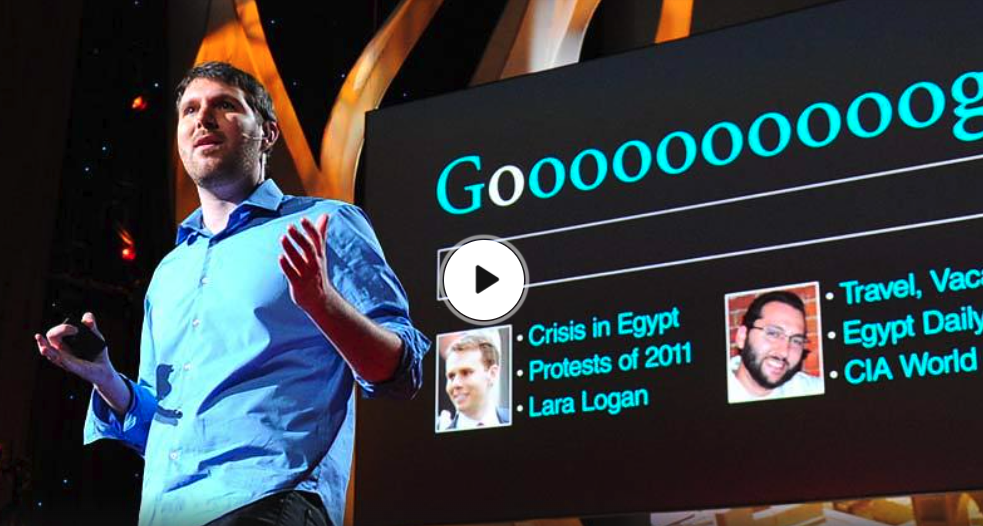 Gooooooooooog
• Crisis in Egypt
• Protests of 2011
• Lara Logan
• Travel, Vaca
• Egypt Daily
• CIA World